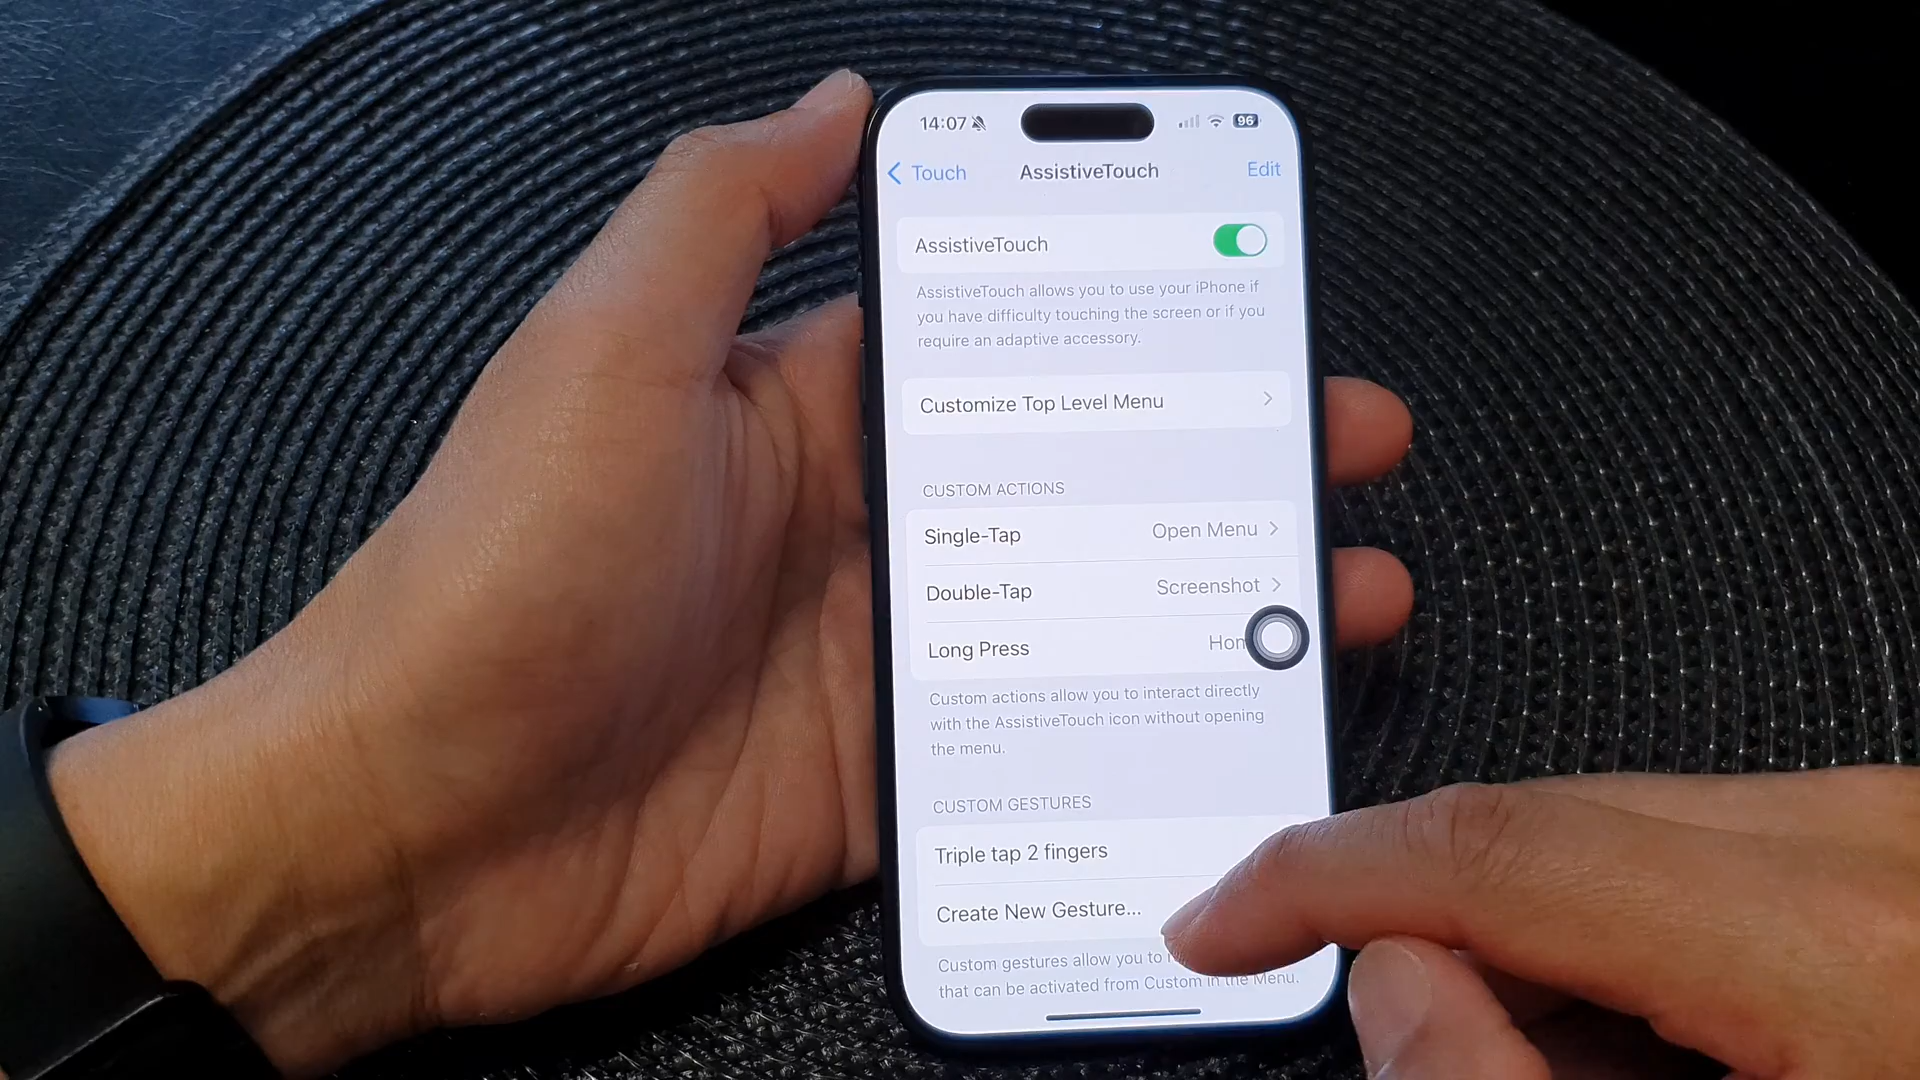 14:07 96
Touch AssistiveTouch Edit
AssistiveTouch
AssistiveTouch allows you to use your iPhone if
you have difficulty touching the screen or if you
require an adaptive accessory.
Customize Top Level Menu
CUSTOM ACTIONS
Single-Tap Open Menu
Double-Tap Screenshot
Long Press
Custom actions allow you to interact directly
with the AssistiveTouch icon without opening
the menu.
CUSTOM GESTURES
Triple tap 2 fingers
Create New Gesture...
Custom gestures allow you to
that can be activated from Custom in the Menu.